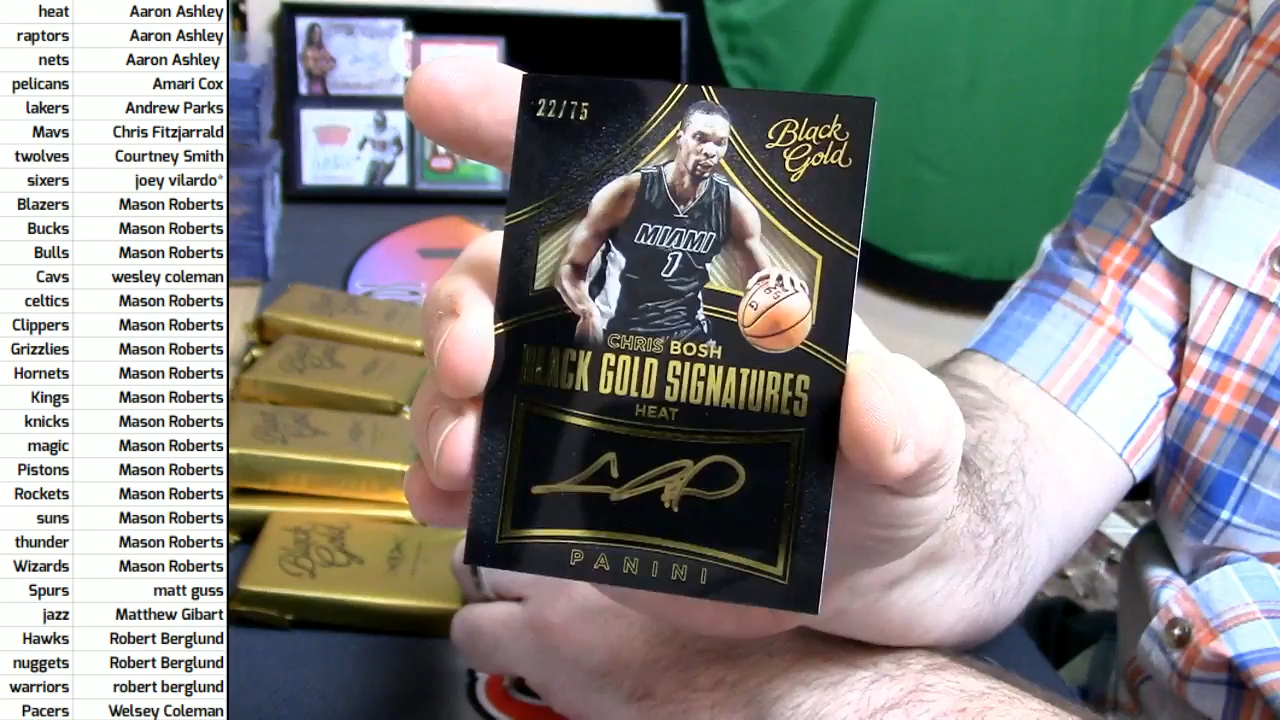 heat Aaron Ashley
raptors Aaron Ashley
nets Aaron Ashley
pelicans Amari Cox
lakers Andrew Parks
Mavs Chris Fitzjarrald
twolves Courtney Smith
sixers joey vilardo*
Blazers Mason Roberts
Bucks Mason Roberts
Bulls Mason Roberts
Cavs wesley coleman
celtics Mason Roberts
Clippers Mason Roberts
Grizzlies Mason Roberts
Hornets Mason Roberts
Kings Mason Roberts
knicks Mason Roberts
magic Mason Roberts
Pistons Mason Roberts
Rockets Mason Roberts
suns Mason Roberts
thunder Mason Roberts
Wizards Mason Roberts
Spurs matt guss
jazz Matthew Gibart
Hawks Robert Berglund
nuggets Robert Berglund
warriors robert berglund
Pacers Welsey Coleman
22/75
Black
Gold
MIAMI
1
CHRIS BOSH
BLACK GOLD SIGNATURES
HEAT
PANINI
Black
Gold